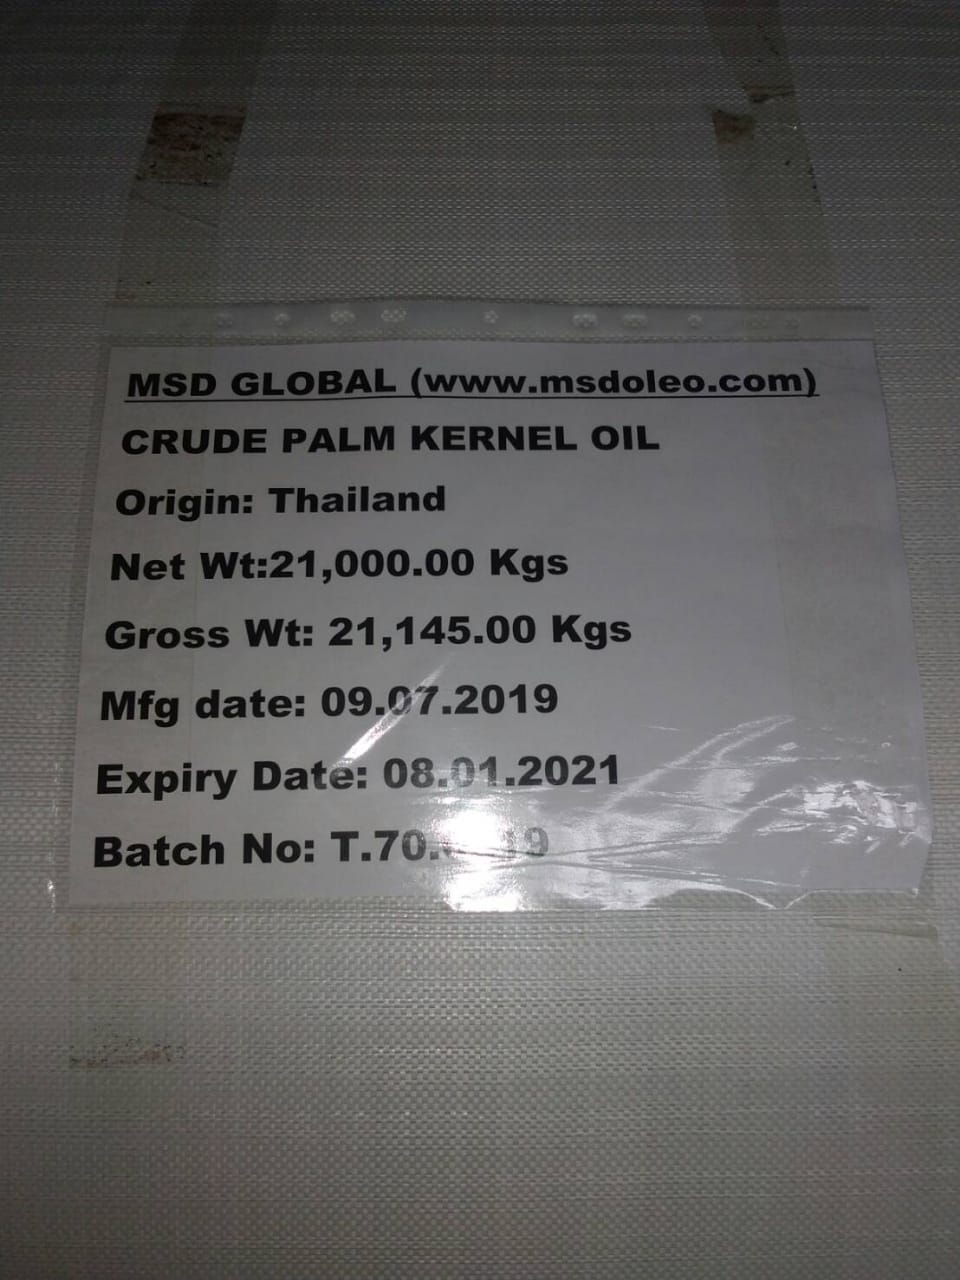 MSD GLOBAL (www.msdoleo.com)
CRUDE PALM KERNEL OIL
Origin: Thailand
Net Wt:21,000.00 Kgs
Gross Wt: 21,145.00 Kgs
Mfg date: 09.07.2019
Expiry Date: 08.01.2021
Batch No: